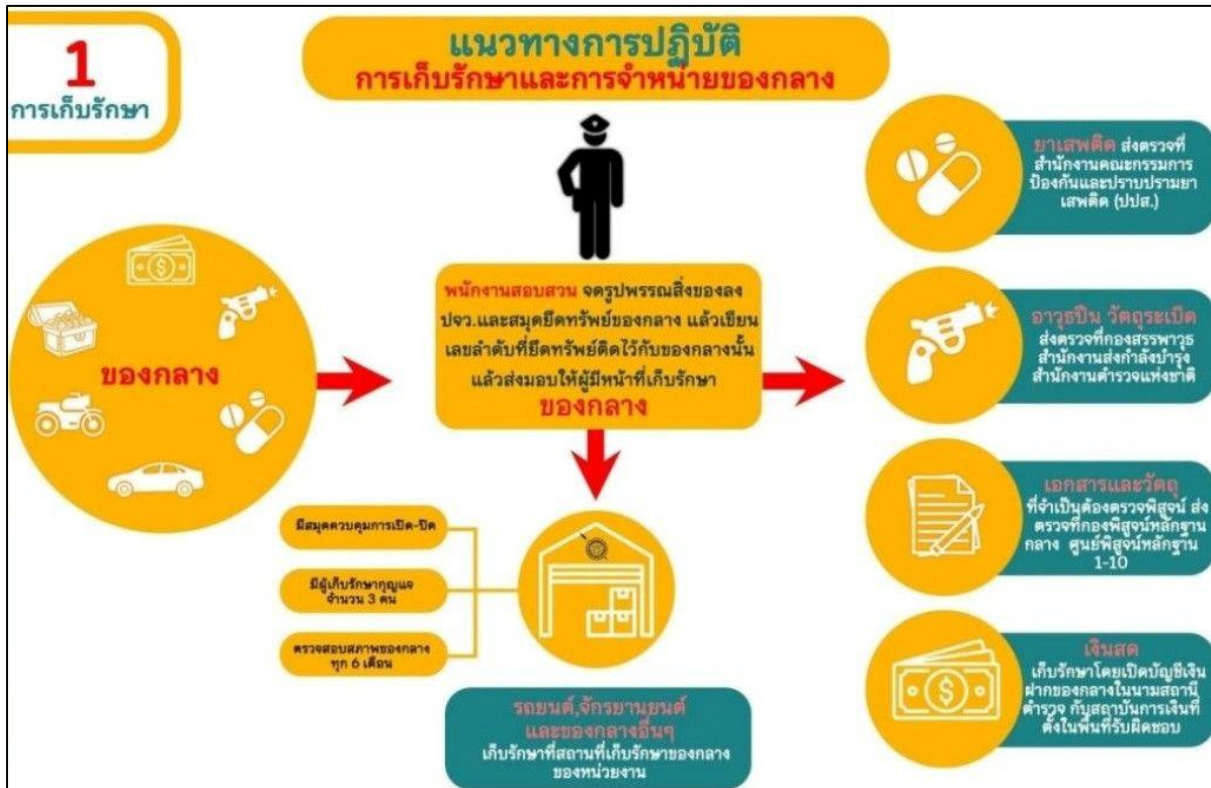 1
การเก็บรักษา
แนวทางการปฏิบัติ
การเก็บรักษาและการจำหน่ายของกลาง
ของกลาง
พนักงานสอบสวน จดรูปพรรณสิ่งของลง
ปจว.และสมุดยึดทรัพย์ของกลาง แล้วเขียน
เลขลำดับที่ยึดทรัพย์ติดไว้กับของกลางนั้น
แล้วส่งมอบให้ผู้มีหน้าที่เก็บรักษา
ของกลาง
มีสมุดควบคุมการเปิด-ปิด
มีผู้เก็บรักษากุญแจ
จำนวน 3 คน
ตรวจสอบสภาพของกลาง
ทุก 6 เดือน
รถยนต์,จักรยานยนต์
และของกลางอื่นๆ
เก็บรักษาที่สถานที่เก็บรักษาของกลาง
ของหน่วยงาน
ยาเสพติด ส่งตรวจที่
สำนักงานคณะกรรมการ
ป้องกันและปราบปรามยา
เสพติด (ปปส.)
อาวุธปืน วัตถุระเบิด
ส่งตรวจที่กองสรรพาวุธ
สำนักงานส่งกำลังบำรุง
สำนักงานตำรวจแห่งชาติ
เอกสารและวัตถุ
ที่จำเป็นต้องตรวจพิสูจน์ ส่ง
ตรวจที่กองพิสูจน์หลักฐาน
กลาง ศูนย์พิสูจน์หลักฐาน
1-10
เงินสด
เก็บรักษาโดยเปิดบัญชีเงิน
ฝากของกลางในนามสถานี
ตำรวจ กับสถาบันการเงินที่
ตั้งในพื้นที่รับผิดชอบ